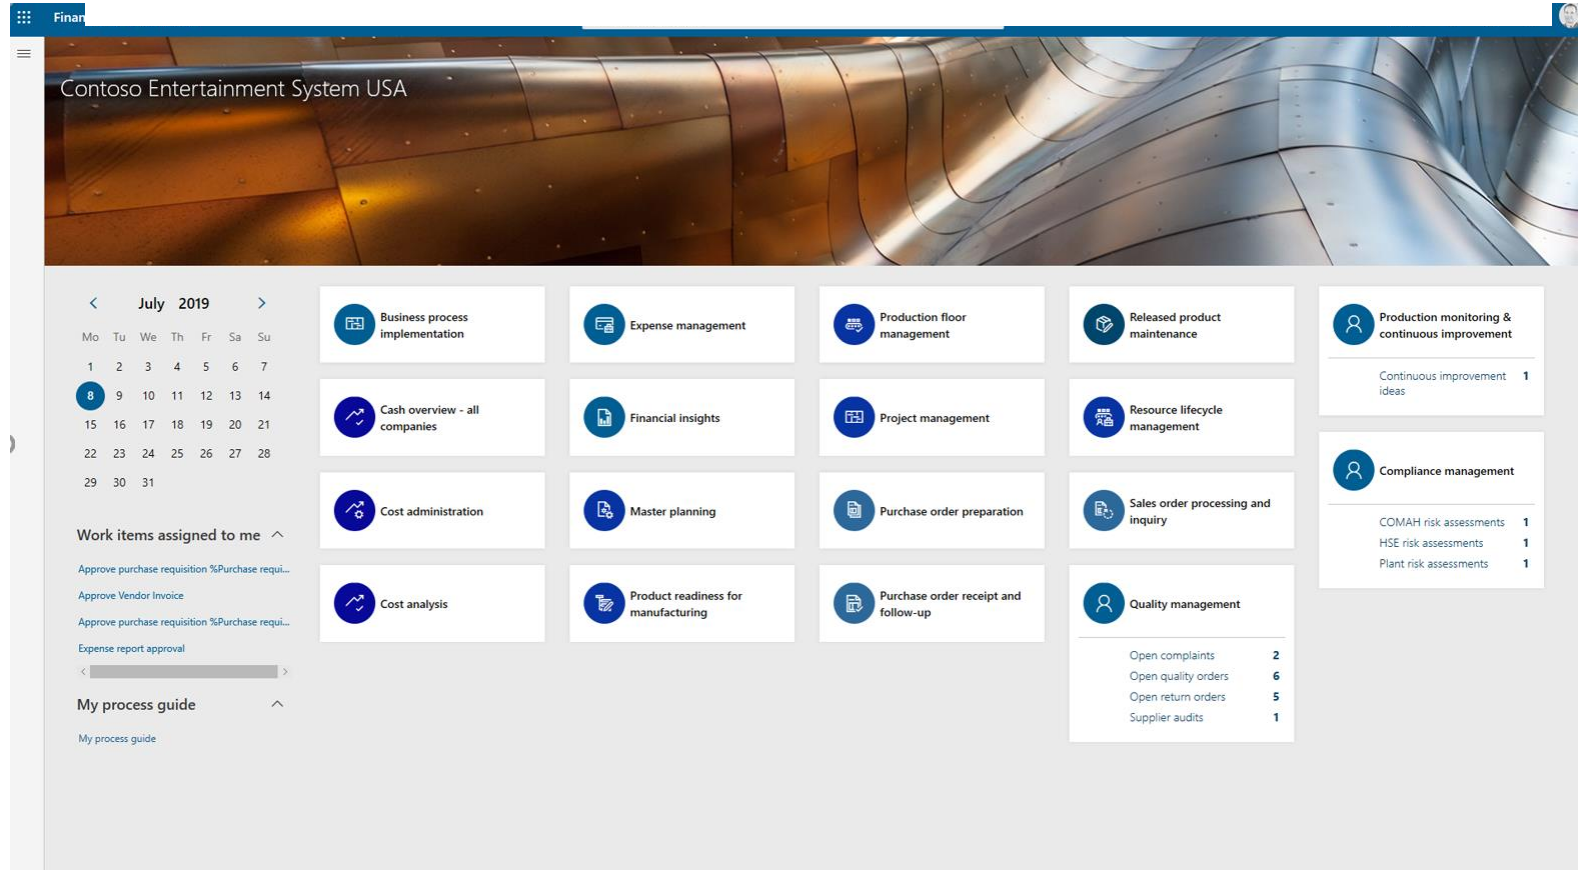 Finan
Contoso Entertainment System USA
July 2019
Mo Tu We Th Fr Sa Su
1 2 3 4 5 6 7
8 9 10 11 12 13 14
15 16 17 18 19 20 21
22 23 24 25 26 27 28
29 30 31
Work items assigned to me
Approve purchase requisition %Purchase requi...
Approve Vendor Invoice
Approve purchase requisition %Purchase requi...
Expense report approval
My process guide
My process guide
Business process
implementation
Cash overview - all
companies
Cost administration
Cost analysis
Expense management
Financial insights
Master planning
Product readiness for
manufacturing
Production floor
management
Project management
Purchase order preparation
Purchase order receipt and
follow-up
Released product
maintenance
Resource lifecycle
management
Sales order processing and
inquiry
Quality management
Open complaints 2
Open quality orders 6
Open return orders 5
Supplier audits 1
Production monitoring &
continuous improvement
Continuous improvement 1
ideas
Compliance management
COMAH risk assessments 1
HSE risk assessments 1
Plant risk assessments 1